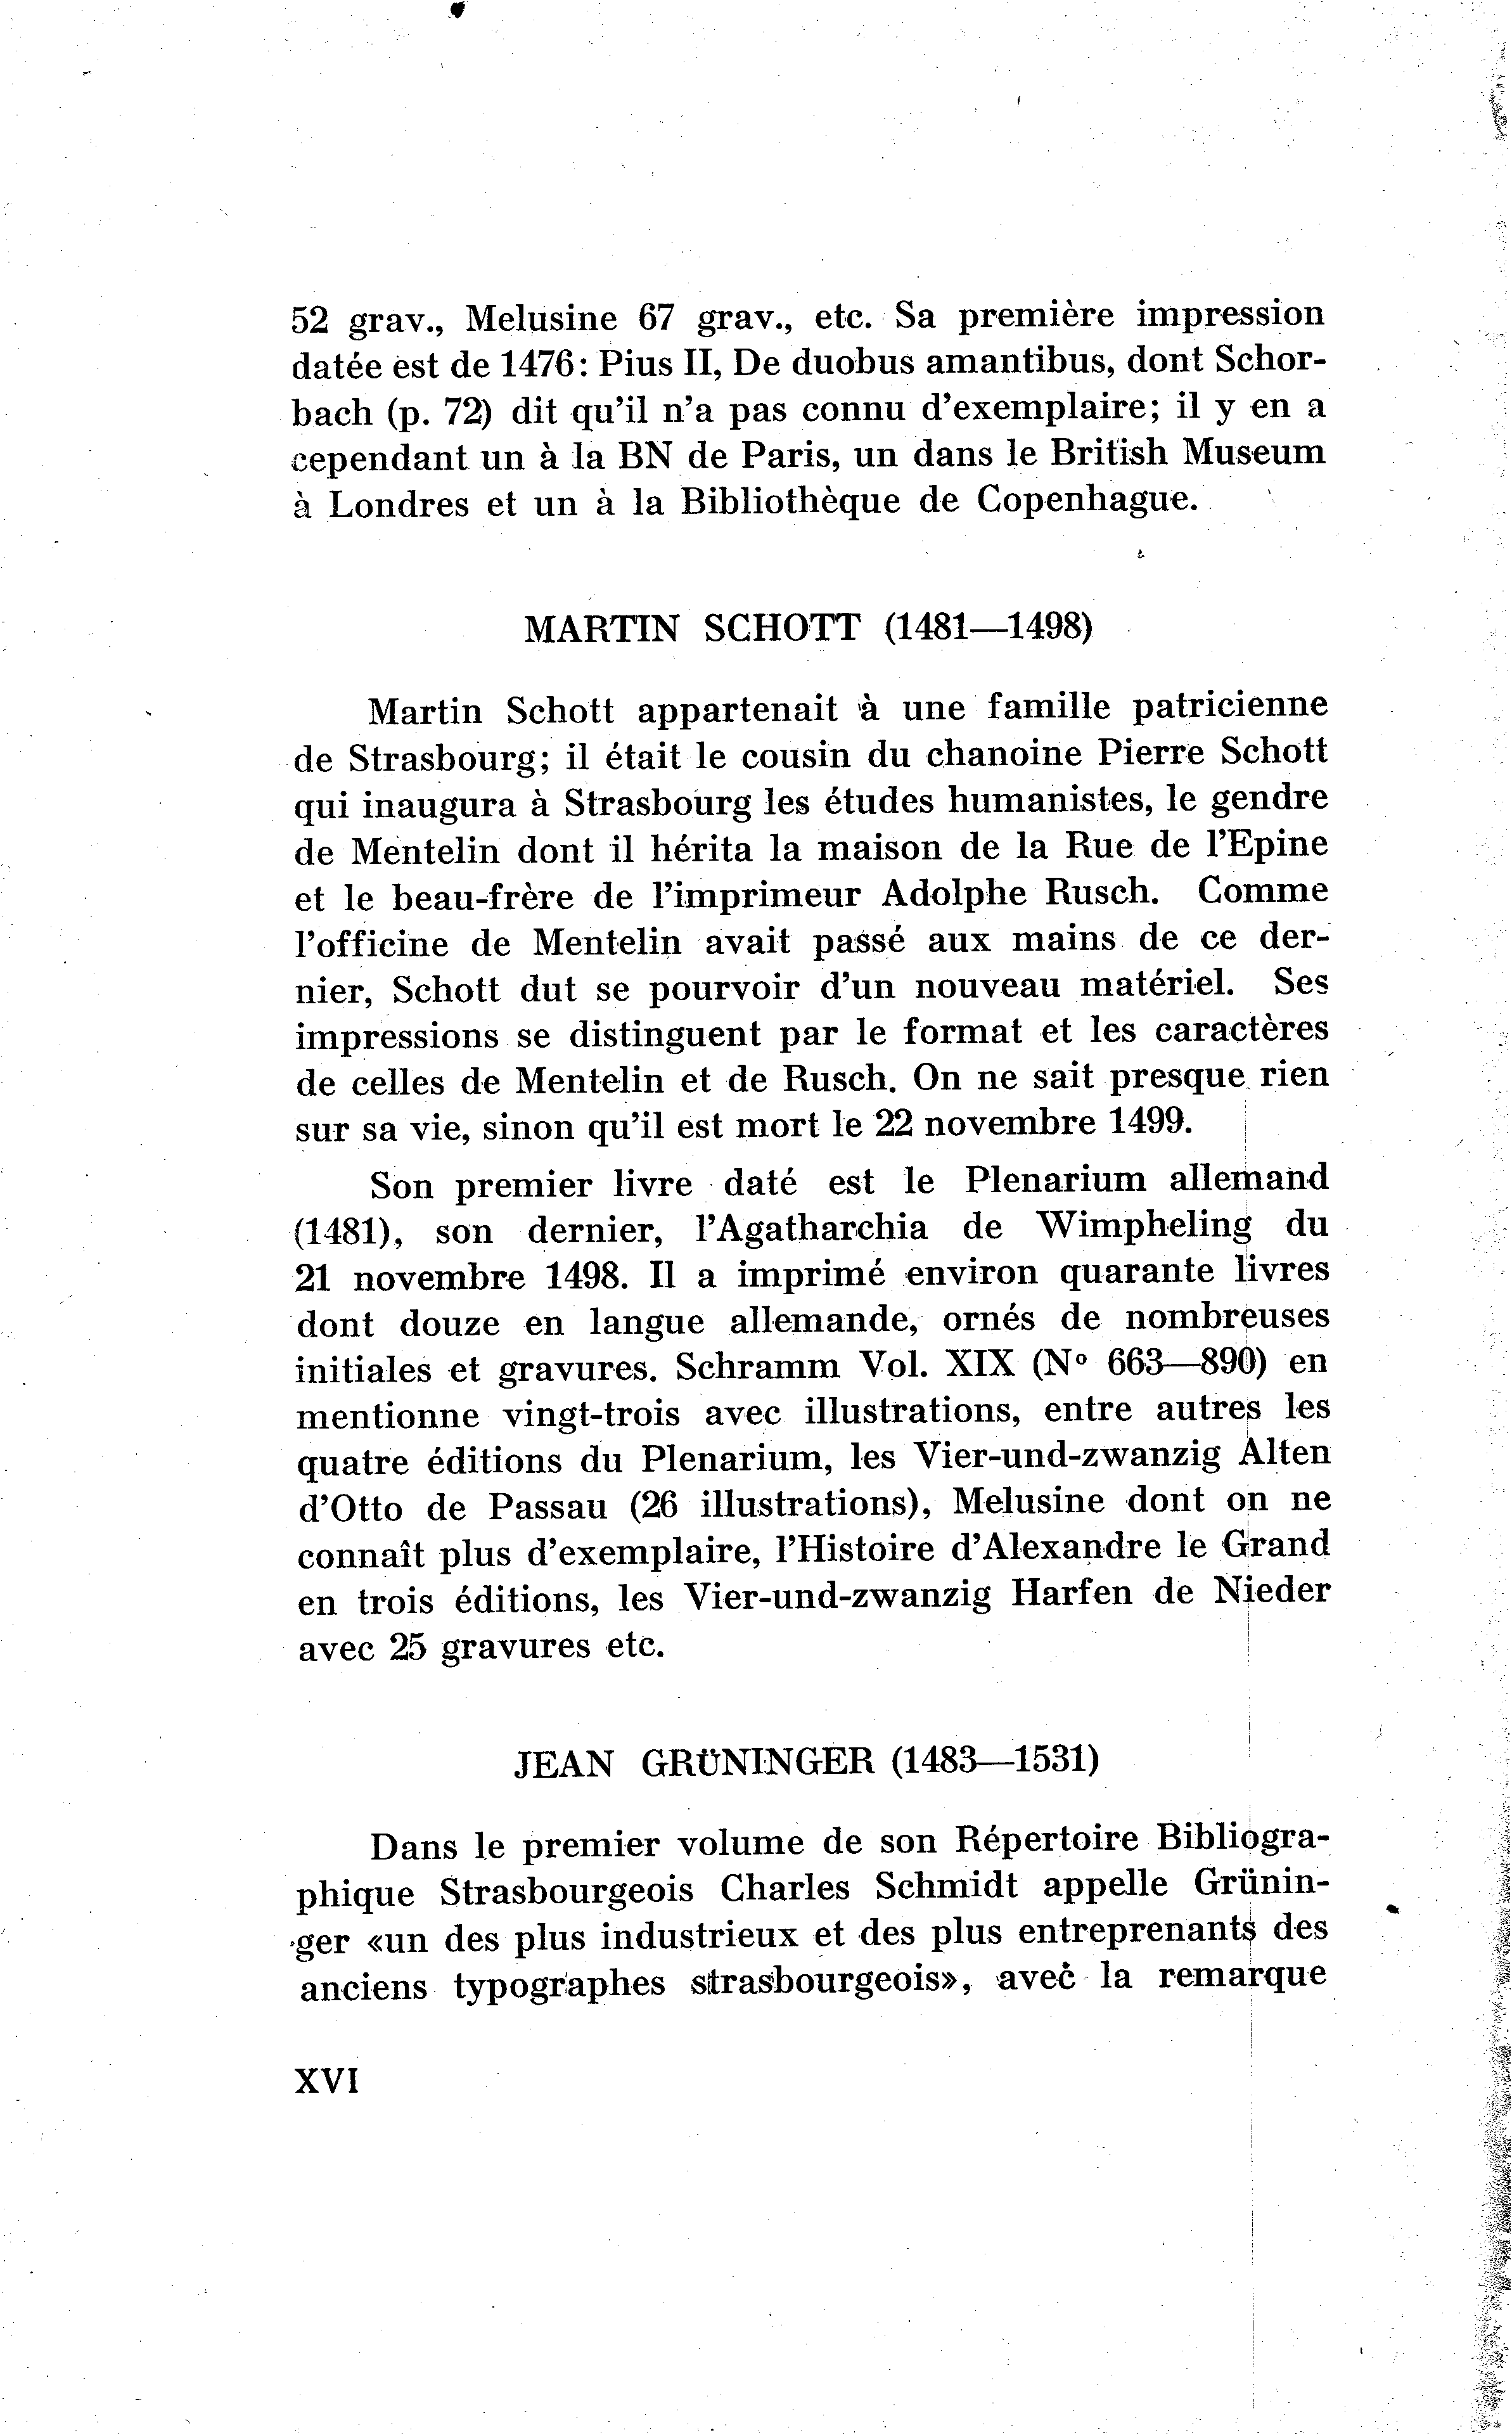 52 grav., Melusine 67 grav., etc. Sa première impression
datée est de 1476: Pius II, De duobus amantibus, dont Schor-
bach (p. 72) dit qu'il n'a pas connu d'exemplaire; il y en a
cependant un à la BN de Paris, un dans le British Museum
à Londres et un à la Bibliothèque de Copenhague.
MARTIN SCHOTT (1481—1498)
Martin Schott appartenait à une famille patricienne
de Strasbourg; il était le cousin du chanoine Pierre Schott
qui inaugura à Strasbourg les études humanistes, le gendre
de Mentelin dont il hérita la maison de la Rue de l'Epine
et le beau-frère de l'imprimeur Adolphe Rusch. Comme
l'officine de Mentelin avait passé aux mains de ce der-
nier, Schott dut se pourvoir d'un nouveau matériel. Ses
impressions se distinguent par le format et les caractères
de celles de Mentelin et de Rusch. On ne sait presque rien
sur sa vie, sinon qu'il est mort le 22 novembre 1499.
Son premier livre daté est le Plenarium allemand
(1481), son dernier, l'Agatharchia de Wimpheling du
21 novembre 1498. Il a imprimé environ quarante livres
dont douze en langue allemande, ornés de nombreuses
initiales et gravures. Schramm Vol. XIX (Nº 663—890) en
mentionne vingt-trois avec illustrations, entre autres les
quatre éditions du Plenarium, les Vier-und-zwanzig Alten
d'Otto de Passau (26 illustrations), Melusine dont on ne
connaît plus d'exemplaire, l'Histoire d'Alexandre le Grand
en trois éditions, les Vier-und-zwanzig Harfen de Nieder
avec 25 gravures etc.
JEAN GRÜNINGER (1483—1531)
Dans le premier volume de son Répertoire Bibliogra-
phique Strasbourgeois Charles Schmidt appelle Grünin-
ger «un des plus industrieux et des plus entreprenants des
anciens typographes strasbourgeois», avec la remarque
XVI